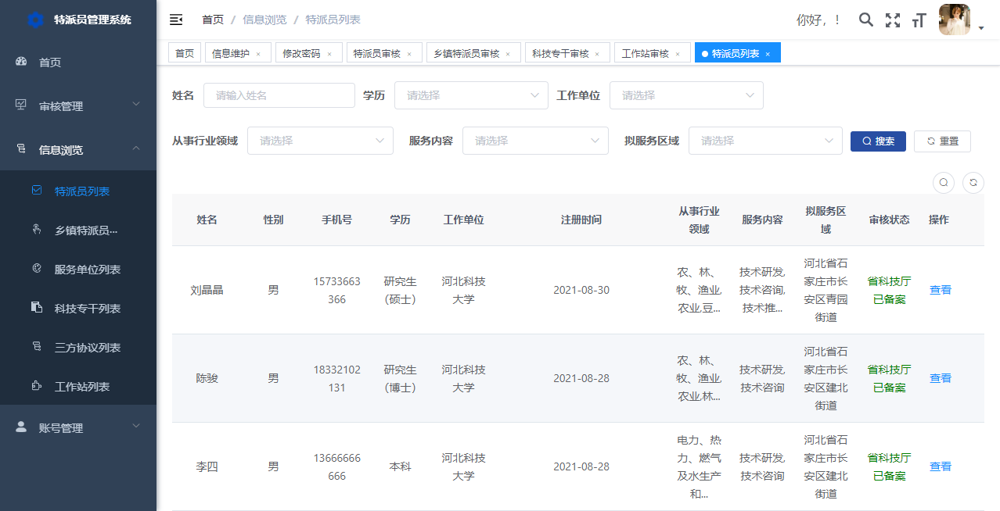 特派员管理系统
首页 / 信息浏览 / 特派员列表
你好，！
首页
信息维护 ×
修改密码 ×
特派员审核 ×
乡镇特派员审核 ×
科技专干审核 ×
工作站审核 ×
特派员列表 ×
首页
审核管理
信息浏览
特派员列表
乡镇特派员...
服务单位列表
科技专干列表
三方协议列表
工作站列表
账号管理
姓名 请输入姓名 学历 请选择 工作单位 请选择
从事行业领域 请选择 服务内容 请选择 拟服务区域 请选择 搜索 重置
姓名
性别
手机号
学历
工作单位
注册时间
从事行业
领域
服务内容
拟服务区
域
审核状态
操作
刘晶晶
男
15733663
366
研究生
（硕士）
河北科技
大学
2021-08-30
农、林、
牧、渔业,
农业,豆...
技术研发,
技术咨询,
技术推...
河北省石
家庄市长
安区青园
街道
省科技厅
已备案
查看
陈骏
男
18332102
131
研究生
（博士）
河北科技
大学
2021-08-28
农、林、
牧、渔业,
农业,林...
技术研发,
技术咨询
河北省石
家庄市长
安区建北
街道
省科技厅
已备案
查看
李四
男
13666666
666
本科
河北科技
大学
2021-08-28
电力、热
力、燃气
及水生产
和...
技术研发,
技术咨询
河北省石
家庄市长
安区建北
街道
省科技厅
已备案
查看